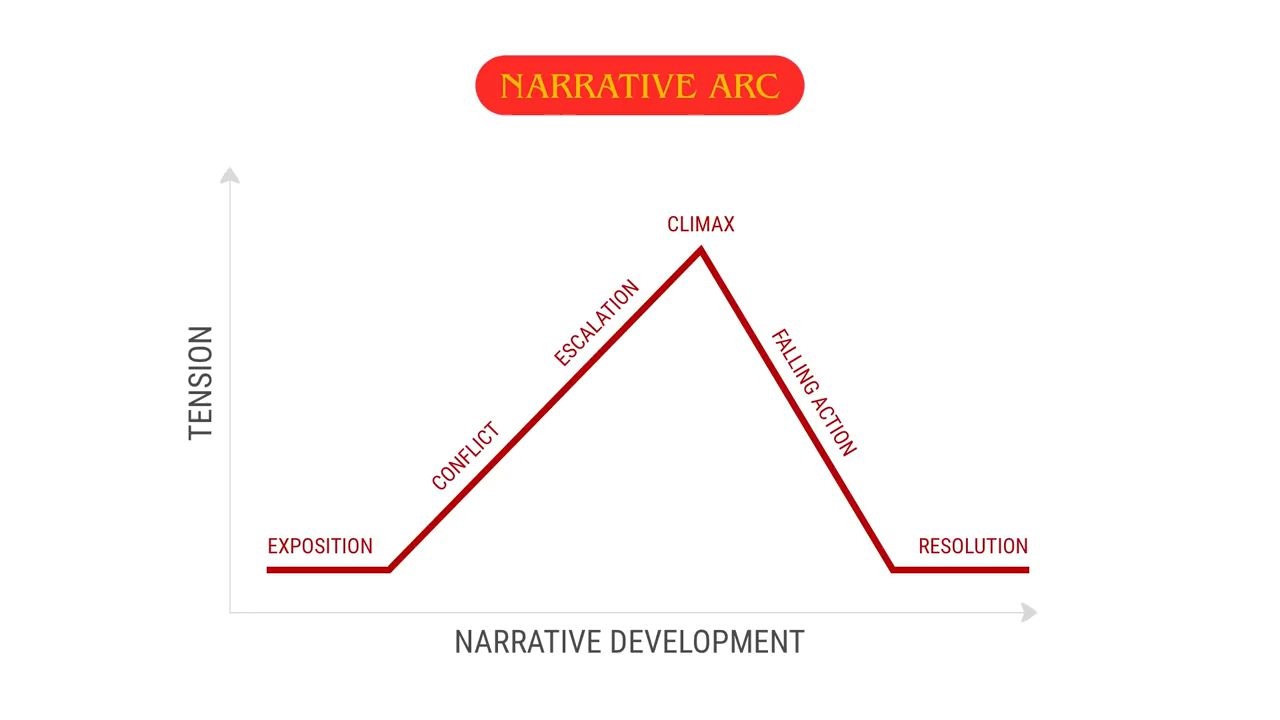 NARRATIVE ARC
CLIMAX
ESCALATION
FALLING ACTION
TENSION
CONFLICT
EXPOSITION
RESOLUTION
NARRATIVE DEVELOPMENT